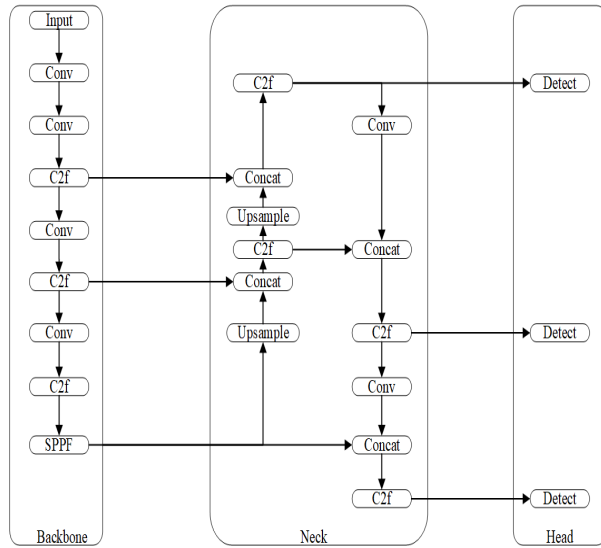 Input
Conv
Conv
C2f
Conv
C2f
Conv
C2f
SPPF
Backbone
C2f
Concat
Upsample
C2f
Concat
Upsample
Conv
Concat
C2f
Conv
Concat
C2f
Neck
Detect
Detect
Detect
Head